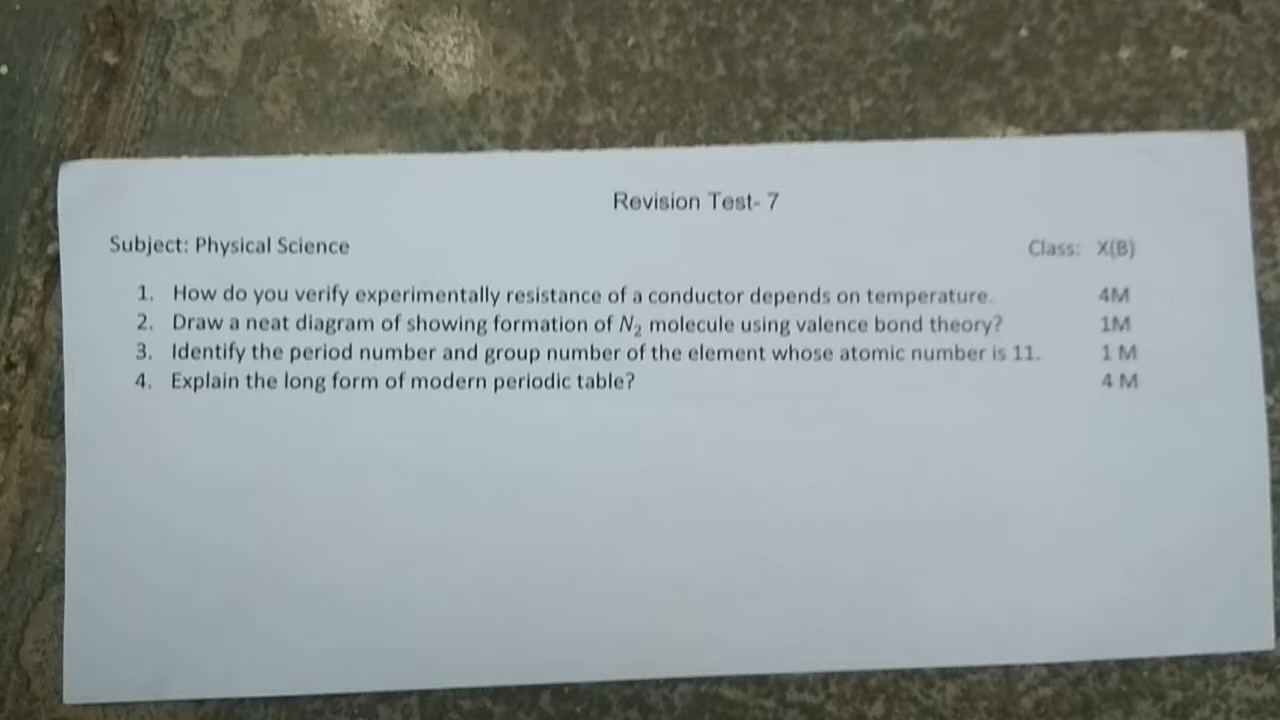 Revision Test- 7
Subject: Physical Science Class: X(B)
1. How do you verify experimentally resistance of a conductor depends on temperature. 4M
2. Draw a neat diagram of showing formation of N₂ molecule using valence bond theory? 1M
3. Identify the period number and group number of the element whose atomic number is 11. 1 M
4. Explain the long form of modern periodic table? 4 M